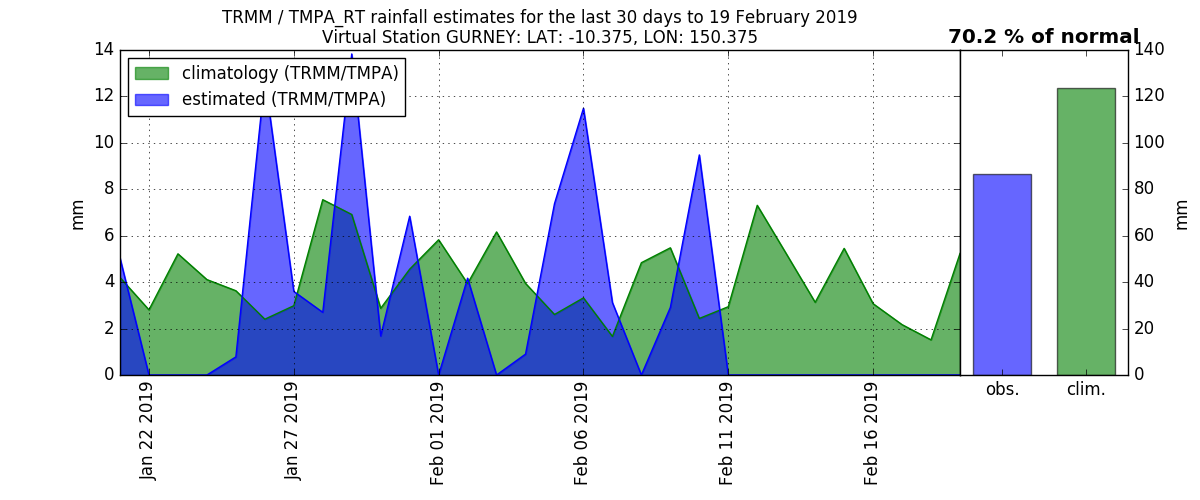 TRMM / TMPA_RT rainfall estimates for the last 30 days to 19 February 2019
Virtual Station GURNEY: LAT: -10.375, LON: 150.375
70.2 % of normal
climatology (TRMM/TMPA)
estimated (TRMM/TMPA)
14
12
10
8
6
4
2
0
mm
Jan 22 2019
Jan 27 2019
Feb 01 2019
Feb 06 2019
Feb 11 2019
Feb 16 2019
obs.
clim.
140
120
100
80
60
40
20
0
mm